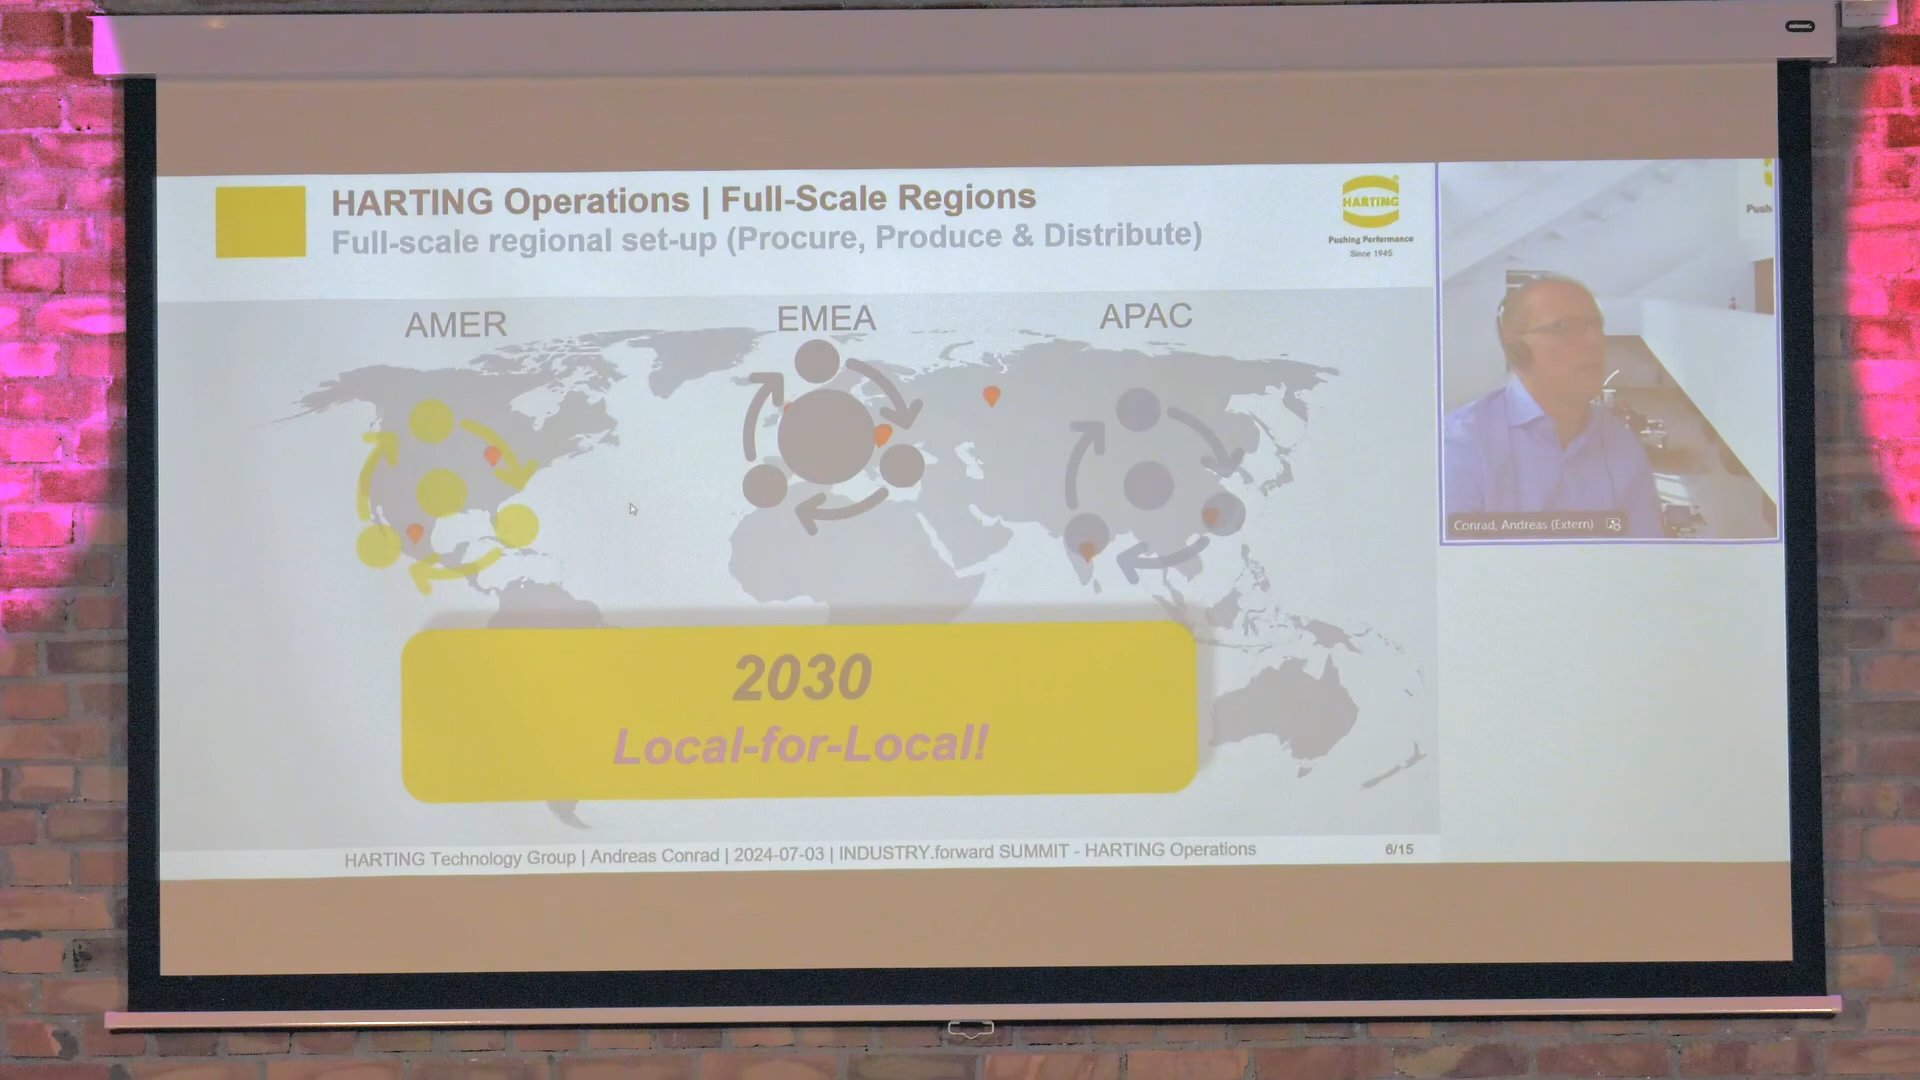 HARTING Operations | Full-Scale Regions
Full-scale regional set-up (Procure, Produce & Distribute)
HARTING
Pushing Performance
Since 1945
Push
AMER
EMEA
APAC
Conrad, Andreas (Extern)
2030
Local-for-Local!
HARTING Technology Group | Andreas Conrad | 2024-07-03 | INDUSTRY.forward SUMMIT - HARTING Operations
6/15